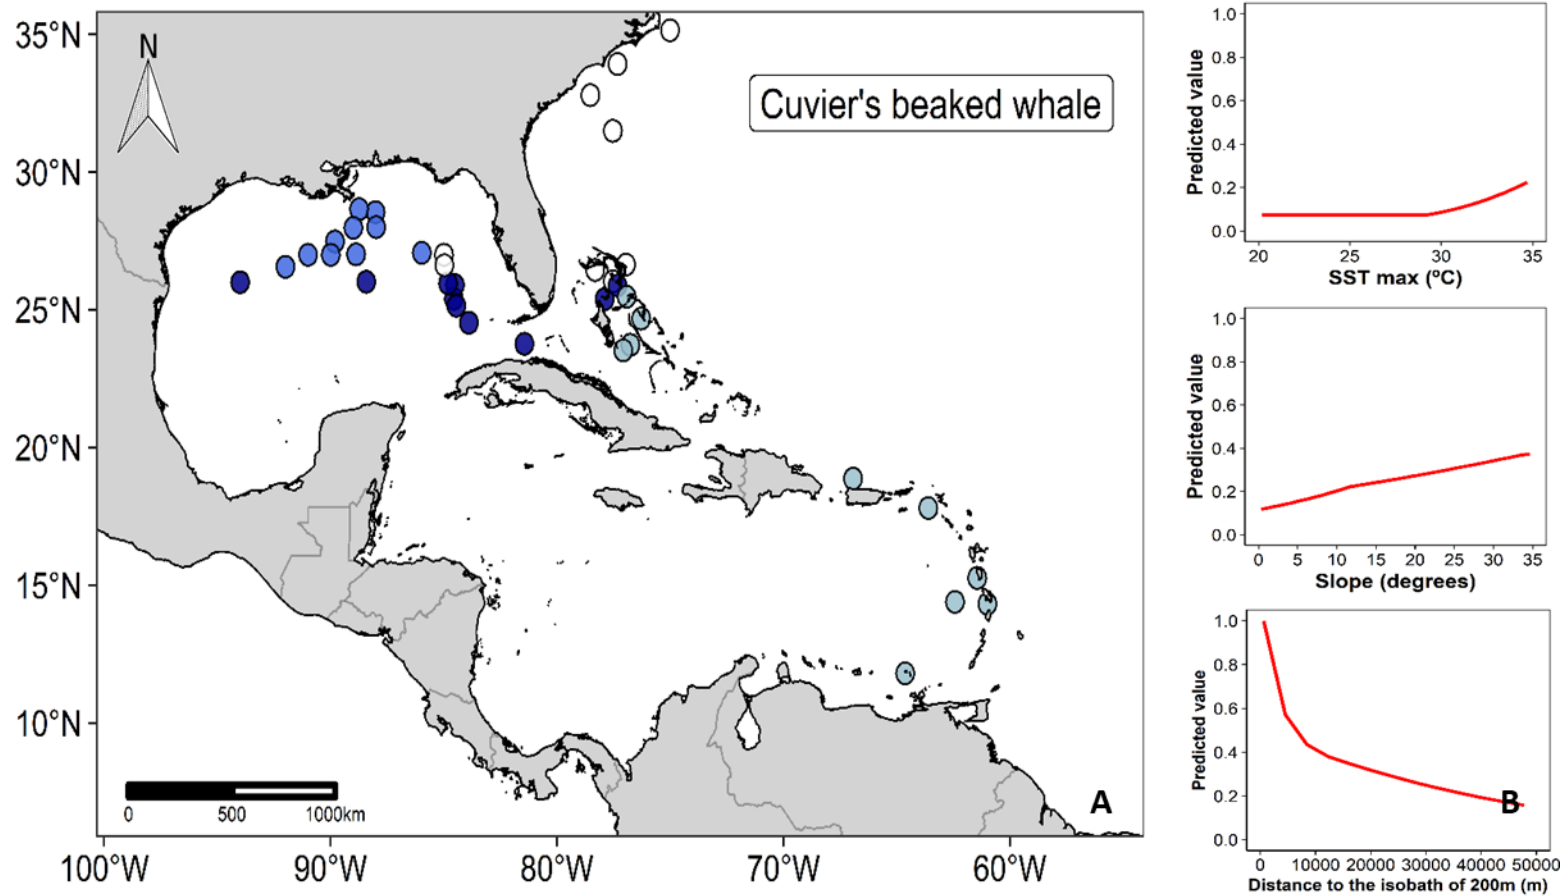 35°N
30°N
25°N
20°N
15°N
10°N
N
Cuvier's beaked whale
0
500
1000km
A
100°W
90°W
80°W
70°W
60°W
Predicted value
1.0
0.8
0.6
0.4
0.2
0.0
20
25
30
35
SST max (ºC)
Predicted value
1.0
0.8
0.6
0.4
0.2
0.0
0
5
10
15
20
25
30
35
Slope (degrees)
Predicted value
1.0
0.8
0.6
0.4
0.2
0.0
B
0
10000
20000
30000
40000
50000
Distance to the isobath of 200m (m)